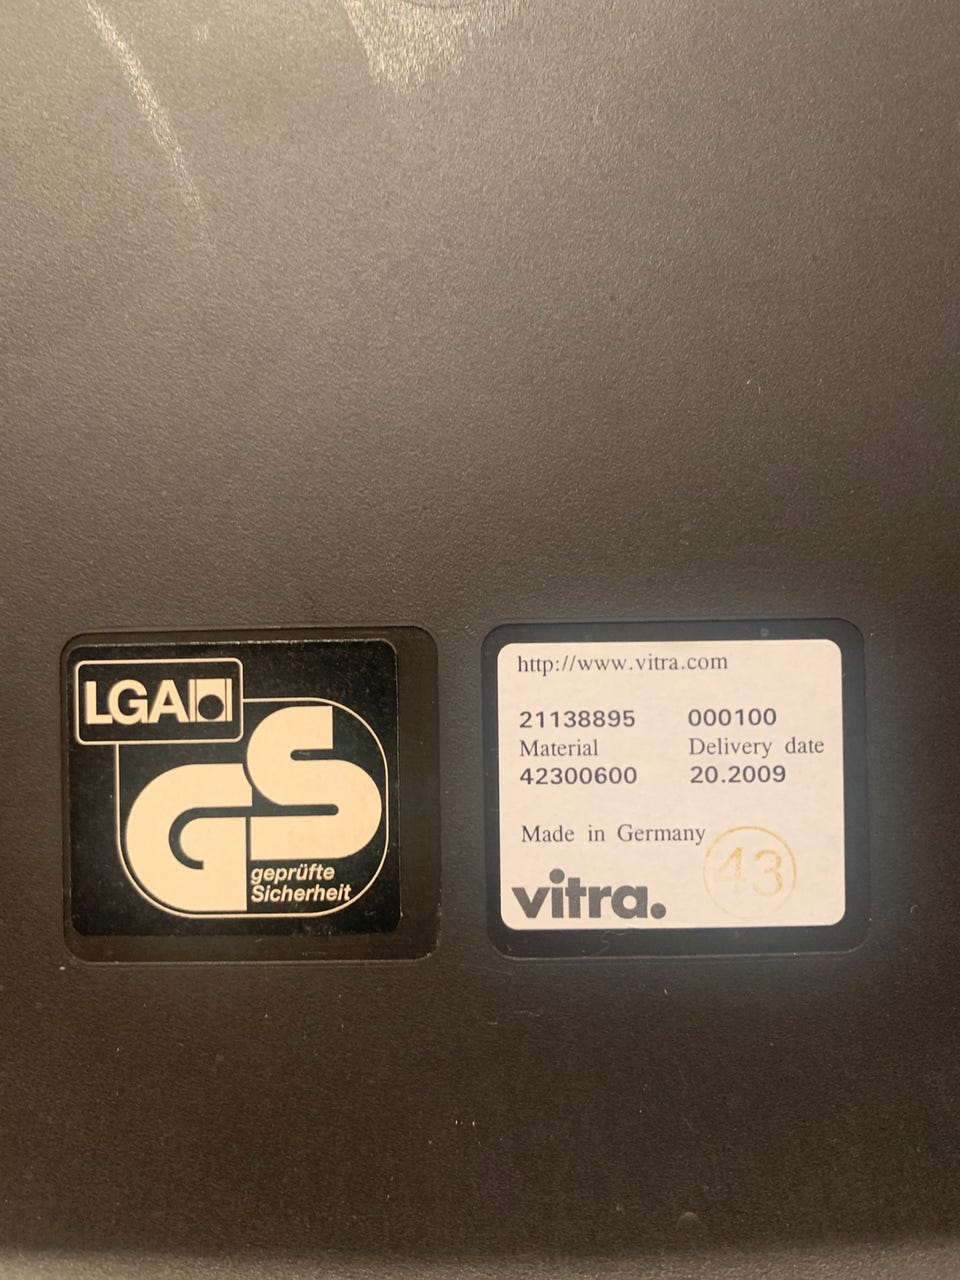 LGA
GS
geprüfte
Sicherheit
http://www.vitra.com
21138895 000100
Material Delivery date
42300600 20.2009
Made in Germany
43
vitra.